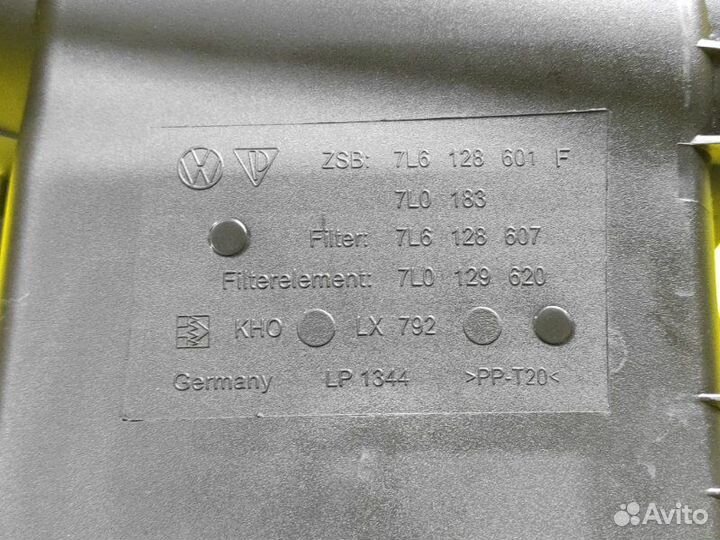 VW P ZSB: 7L6 128 601 F
7L0 183
Filter: 7L6 128 607
Filterelement: 7L0 129 620
KHO LX 792
Germany LP 1344 >PP-T20<
Avito